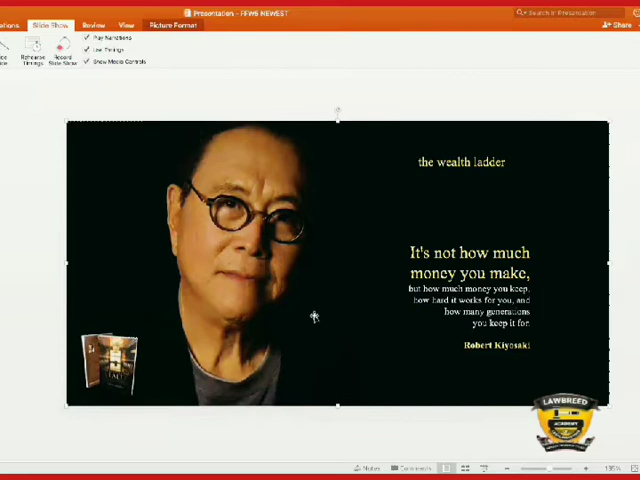 Presentation - FFW5 NEWEST
Search in Presentation
Slide Show
Review
View
Picture Format
Share
Play Narrations
Rehearse
Timings
Record
Slide Show
Use Timings
Show Media Controls
the wealth ladder
It's not how much
money you make,
but how much money you keep,
how hard it works for you, and
how many generations
you keep it for.
Robert Kiyosaki
LAWBREED
ACADEMY
Notes
Comments
135%